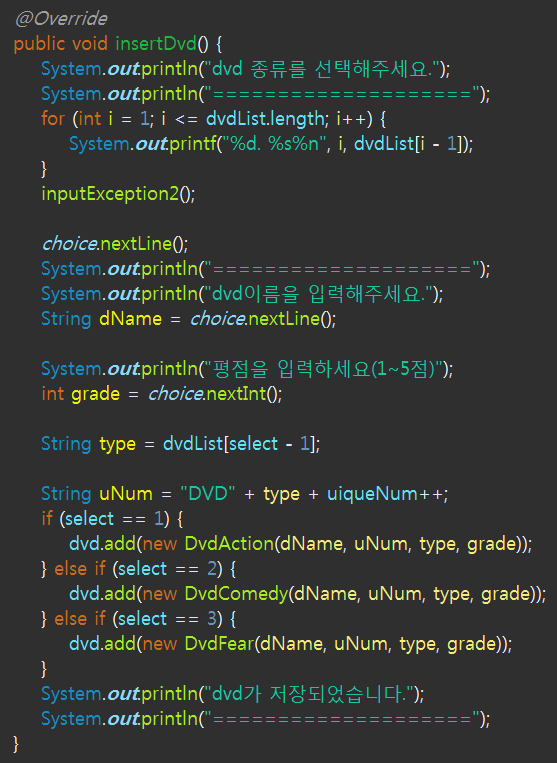 @Override
public void insertDvd() {
System.out.println("dvd 종류를 선택해주세요.");
System.out.println("====================");
for (int i = 1; i <= dvdList.length; i++) {
System.out.printf("%d. %s%n", i, dvdList[i - 1]);
}
inputException2();
choice.nextLine();
System.out.println("====================");
System.out.println("dvd이름을 입력해주세요.");
String dName = choice.nextLine();
System.out.println("평점을 입력하세요(1~5점)");
int grade = choice.nextInt();
String type = dvdList[select - 1];
String uNum = "DVD" + type + uiqueNum++;
if (select == 1) {
dvd.add(new DvdAction(dName, uNum, type, grade));
} else if (select == 2) {
dvd.add(new DvdComedy(dName, uNum, type, grade));
} else if (select == 3) {
dvd.add(new DvdFear(dName, uNum, type, grade));
}
System.out.println("dvd가 저장되었습니다.");
System.out.println("====================");
}